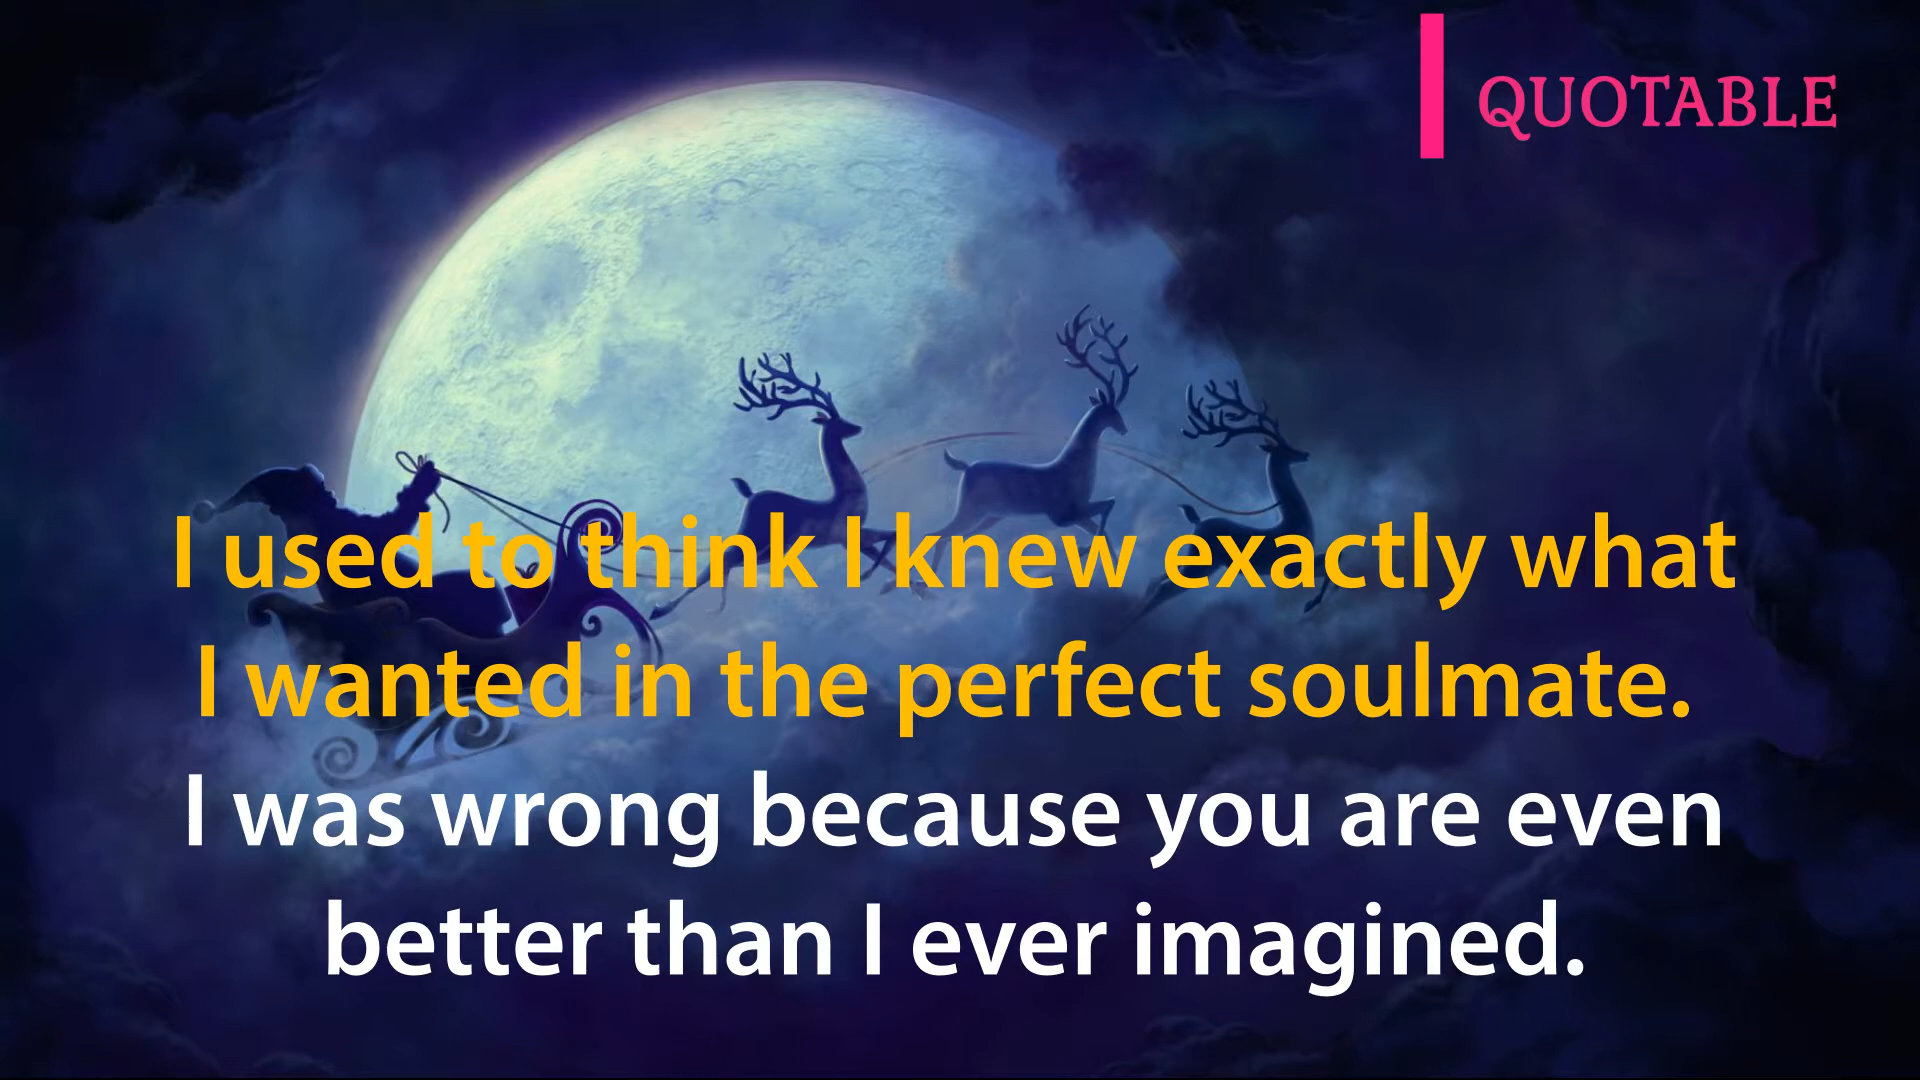 QUOTABLE
I used to think I knew exactly what
I wanted in the perfect soulmate.
I was wrong because you are even
better than I ever imagined.